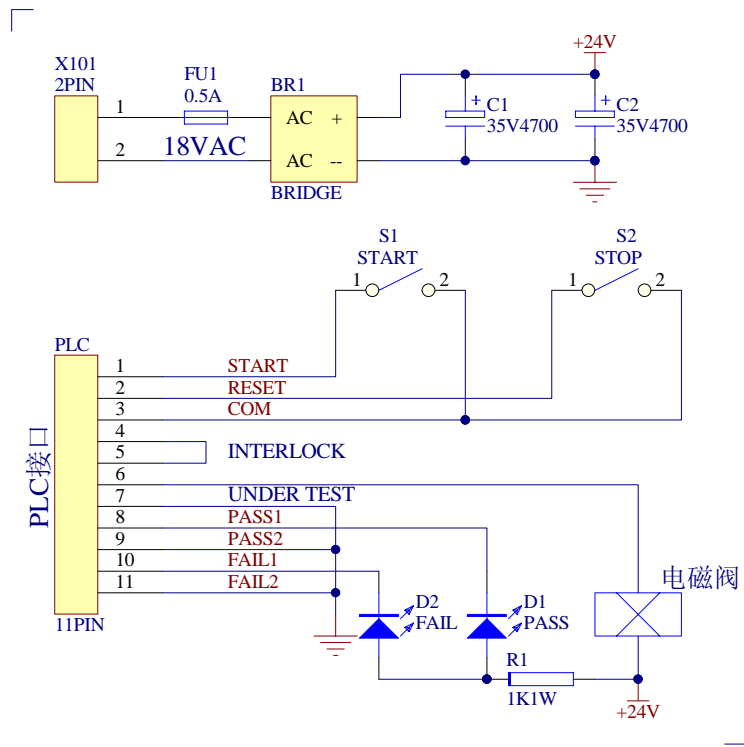 +24V
X101
2PIN
FU1
0.5A
BR1
1
AC +
C1
35V4700
C2
35V4700
2
18VAC
AC --
BRIDGE
S1
START
1 2
S2
STOP
1 2
PLC
1 START
2 RESET
3 COM
4
5 INTERLOCK
6
7 UNDER TEST
8 PASS1
9 PASS2
10 FAIL1
11 FAIL2
PLC接口
11PIN
电磁阀
D2
FAIL
D1
PASS
R1
1K1W
+24V